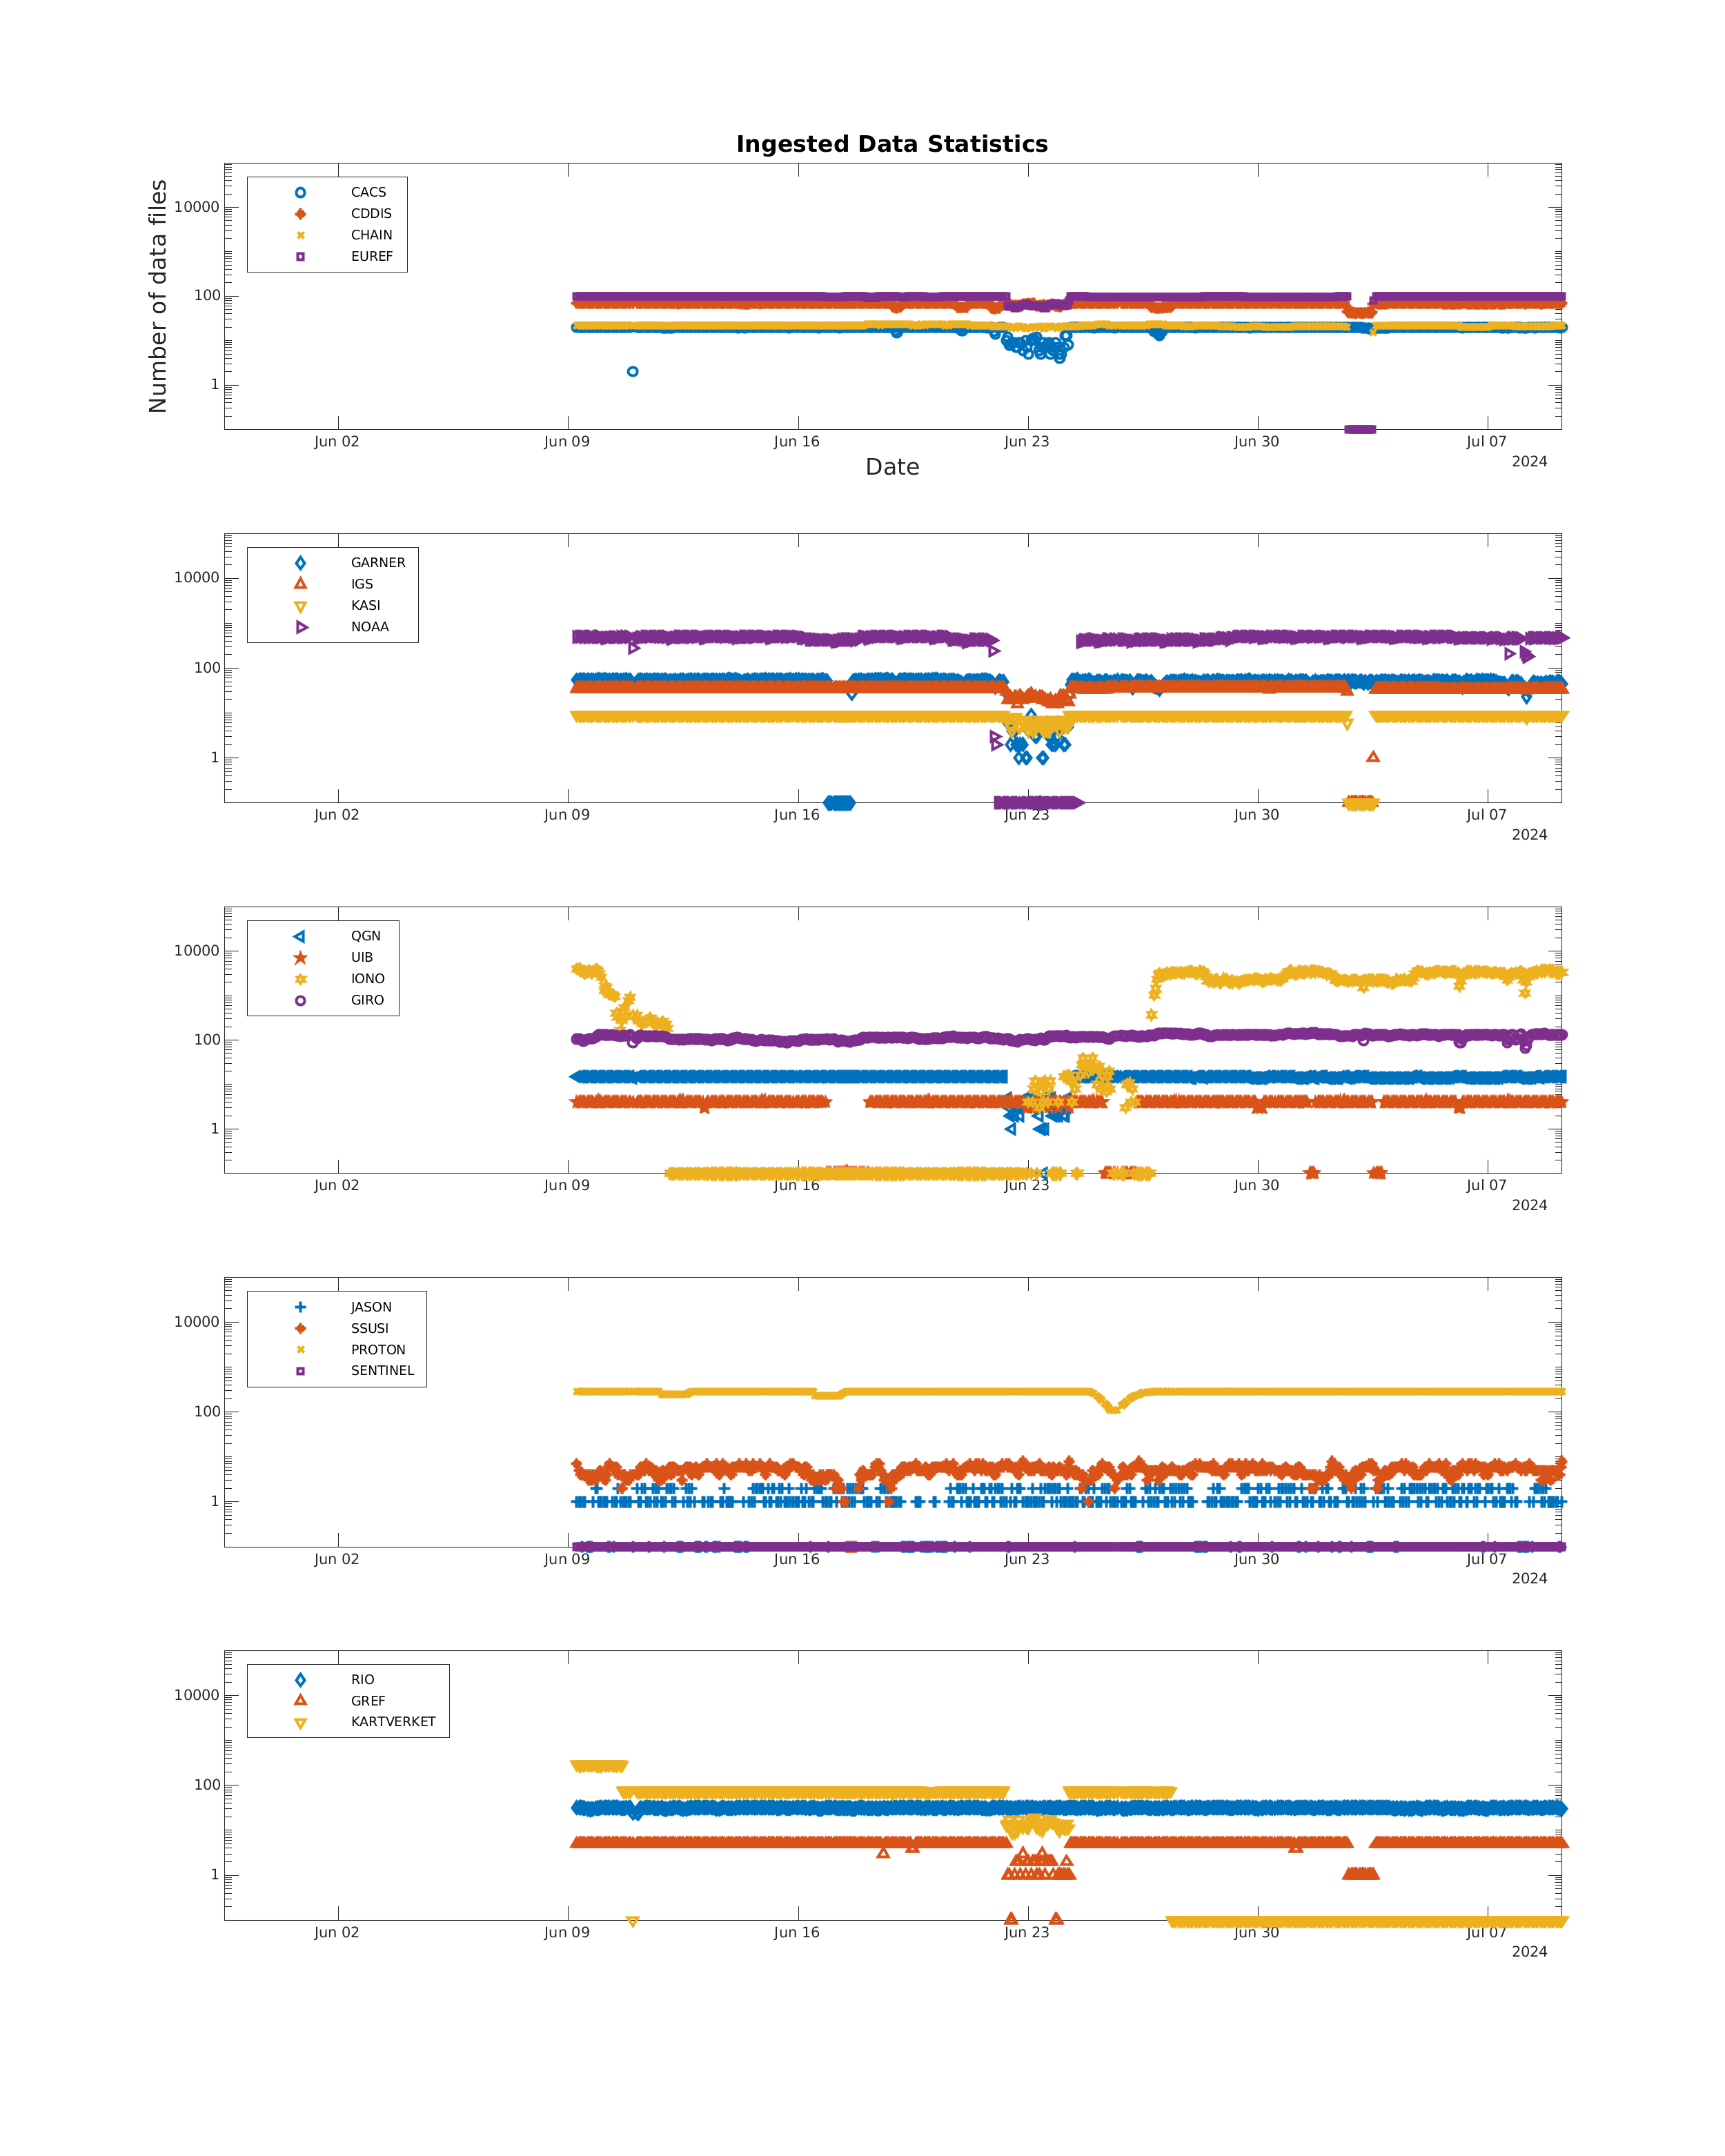 Ingested Data Statistics
Number of data files
CACS
CDDIS
CHAIN
EUREF
10000
100
1
Jun 02 Jun 09 Jun 16 Jun 23 Jun 30 Jul 07
2024
Date
GARNER
IGS
KASI
NOAA
10000
100
1
Jun 02 Jun 09 Jun 16 Jun 23 Jun 30 Jul 07
2024
QGN
UIB
IONO
GIRO
10000
100
1
Jun 02 Jun 09 Jun 16 Jun 23 Jun 30 Jul 07
2024
JASON
SSUSI
PROTON
SENTINEL
10000
100
1
Jun 02 Jun 09 Jun 16 Jun 23 Jun 30 Jul 07
2024
RIO
GREF
KARTVERKET
10000
100
1
Jun 02 Jun 09 Jun 16 Jun 23 Jun 30 Jul 07
2024